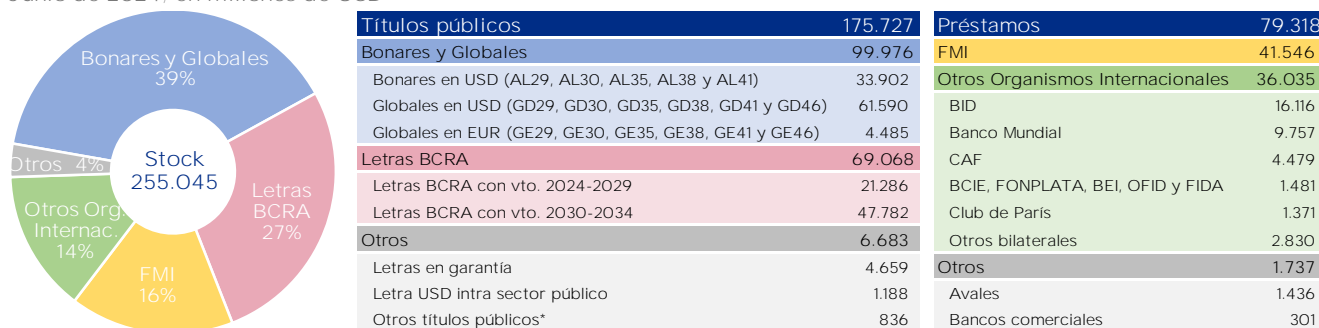 Junio de 2024, en millones de USD
Bonares y Globales
39%
Otros 4%
Stock
255.045
Letras
BCRA
27%
Otros Org.
Internac.
14%
FMI
16%
Títulos públicos 175.727
Bonares y Globales 99.976
Bonares en USD (AL29, AL30, AL35, AL38 y AL41) 33.902
Globales en USD (GD29, GD30, GD35, GD38, GD41 y GD46) 61.590
Globales en EUR (GE29, GE30, GE35, GE38, GE41 y GE46) 4.485
Letras BCRA 69.068
Letras BCRA con vto. 2024-2029 21.286
Letras BCRA con vto. 2030-2034 47.782
Otros 6.683
Letras en garantía 4.659
Letra USD intra sector público 1.188
Otros títulos públicos* 836
Préstamos 79.318
FMI 41.546
Otros Organismos Internacionales 36.035
BID 16.116
Banco Mundial 9.757
CAF 4.479
BCIE, FONPLATA, BEI, OFID y FIDA 1.481
Club de París 1.371
Otros bilaterales 2.830
Otros 1.737
Avales 1.436
Bancos comerciales 301